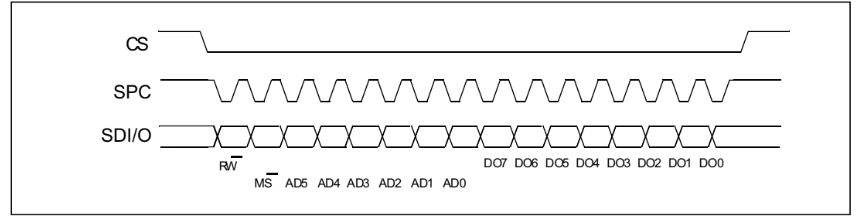 CS
SPC
SDI/O
RW DO7 DO6 DO5 DO4 DO3 DO2 DO1 DO0
MS AD5 AD4 AD3 AD2 AD1 AD0